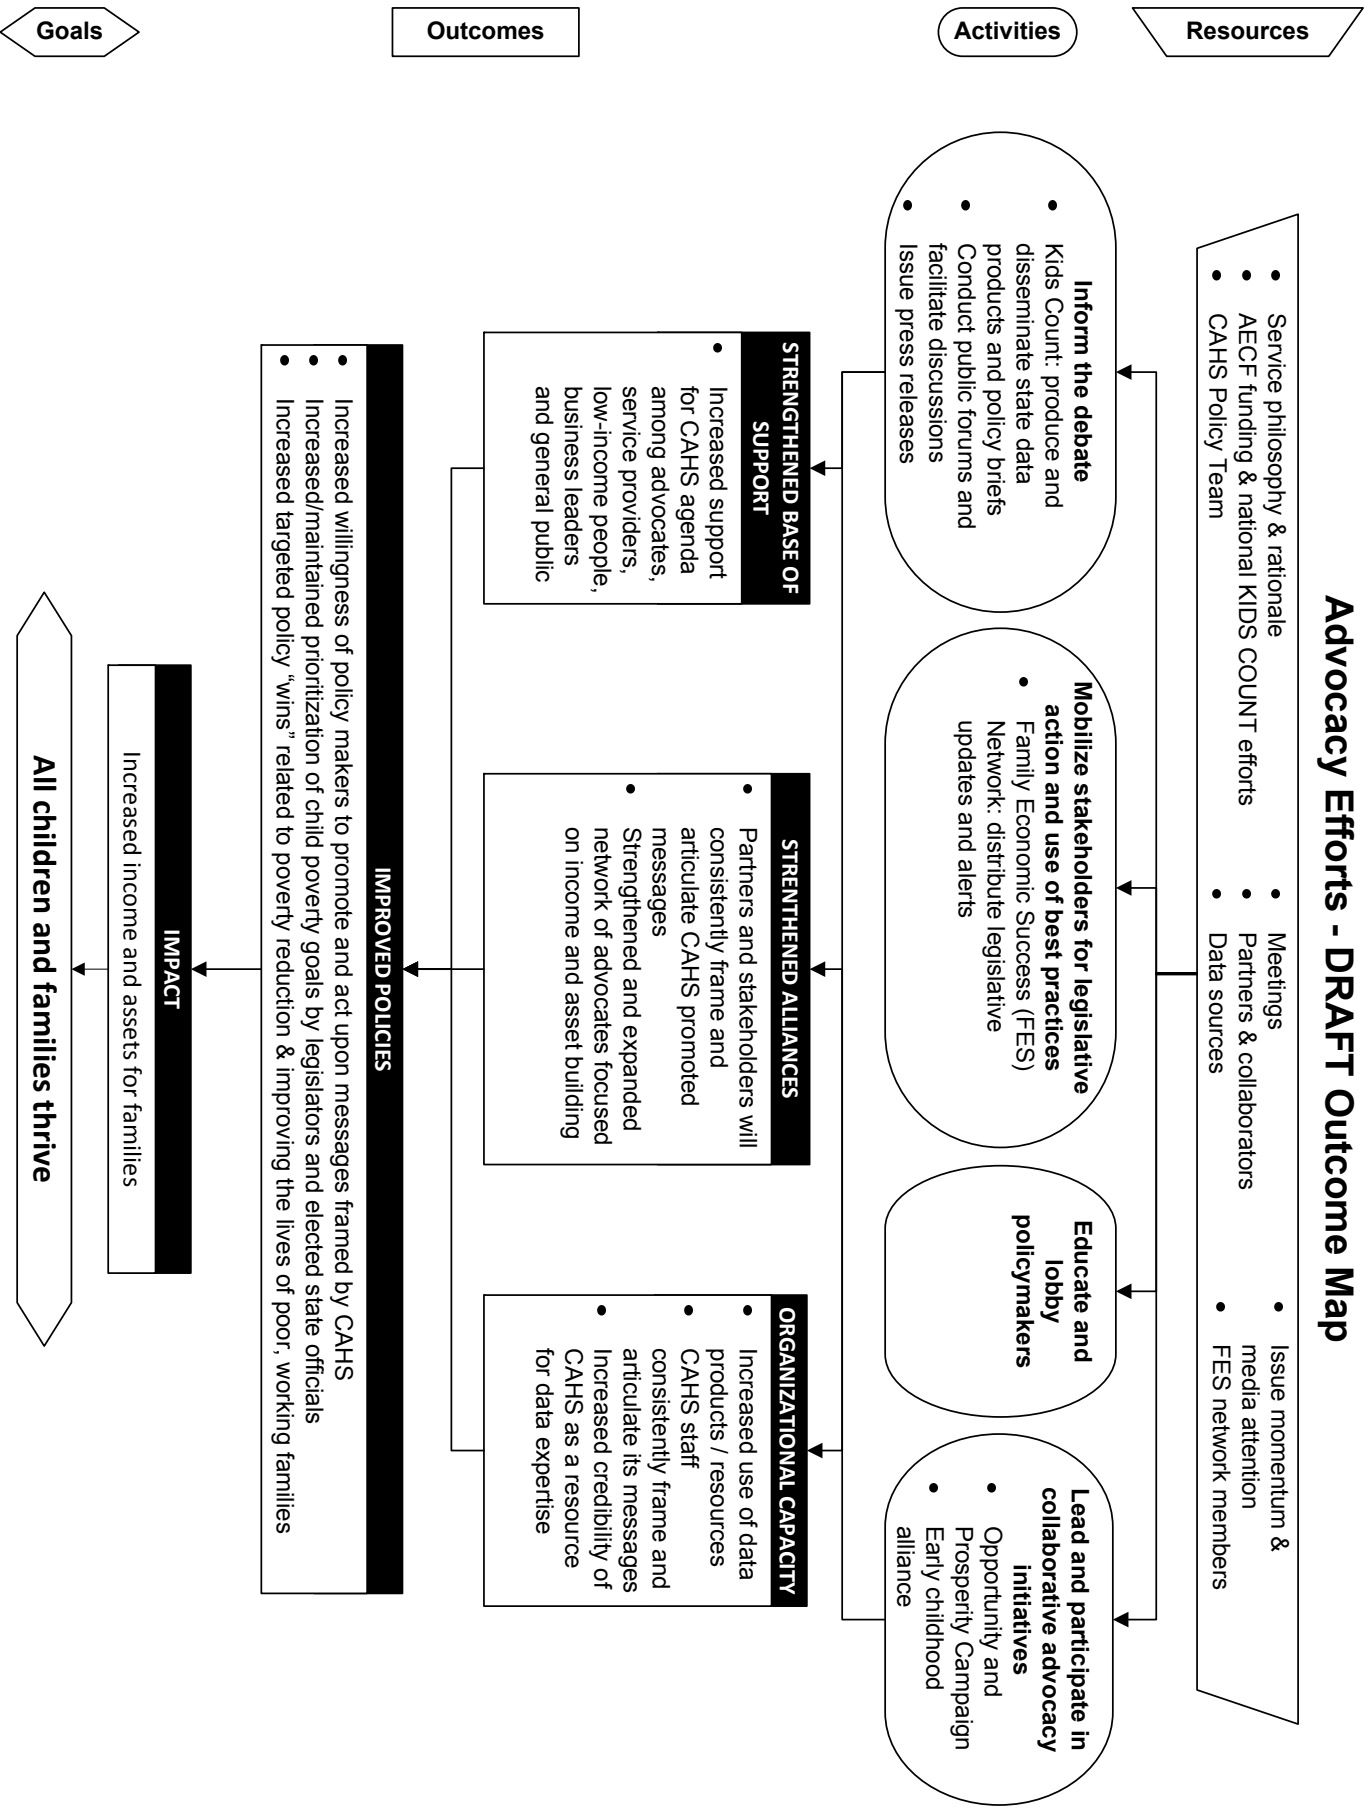 Advocacy Efforts - DRAFT Outcome Map
Resources
Service philosophy & rationale
AECF funding & national KIDS COUNT efforts
CAHS Policy Team
Meetings
Partners & collaborators
Data sources
Issue momentum &
media attention
FES network members
Activities
Inform the debate
Kids Count: produce and
disseminate state data
products and policy briefs
Conduct public forums and
facilitate discussions
Issue press releases
Mobilize stakeholders for legislative
action and use of best practices
Family Economic Success (FES)
Network: distribute legislative
updates and alerts
Educate and
lobby
policymakers
Lead and participate in
collaborative advocacy
initiatives
Opportunity and
Prosperity Campaign
Early childhood
alliance
Outcomes
STRENGTHENED BASE OF
SUPPORT
Increased support
for CAHS agenda
among advocates,
service providers,
low-income people,
business leaders
and general public
STRENTHENED ALLIANCES
Partners and stakeholders will
consistently frame and
articulate CAHS promoted
messages
Strengthened and expanded
network of advocates focused
on income and asset building
ORGANIZATIONAL CAPACITY
Increased use of data
products / resources
CAHS staff
consistently frame and
articulate its messages
Increased credibility of
CAHS as a resource
for data expertise
IMPROVED POLICIES
Increased willingness of policy makers to promote and act upon messages framed by CAHS
Increased/maintained prioritization of child poverty goals by legislators and elected state officials
Increased targeted policy “wins” related to poverty reduction & improving the lives of poor, working families
IMPACT
Increased income and assets for families
Goals
All children and families thrive